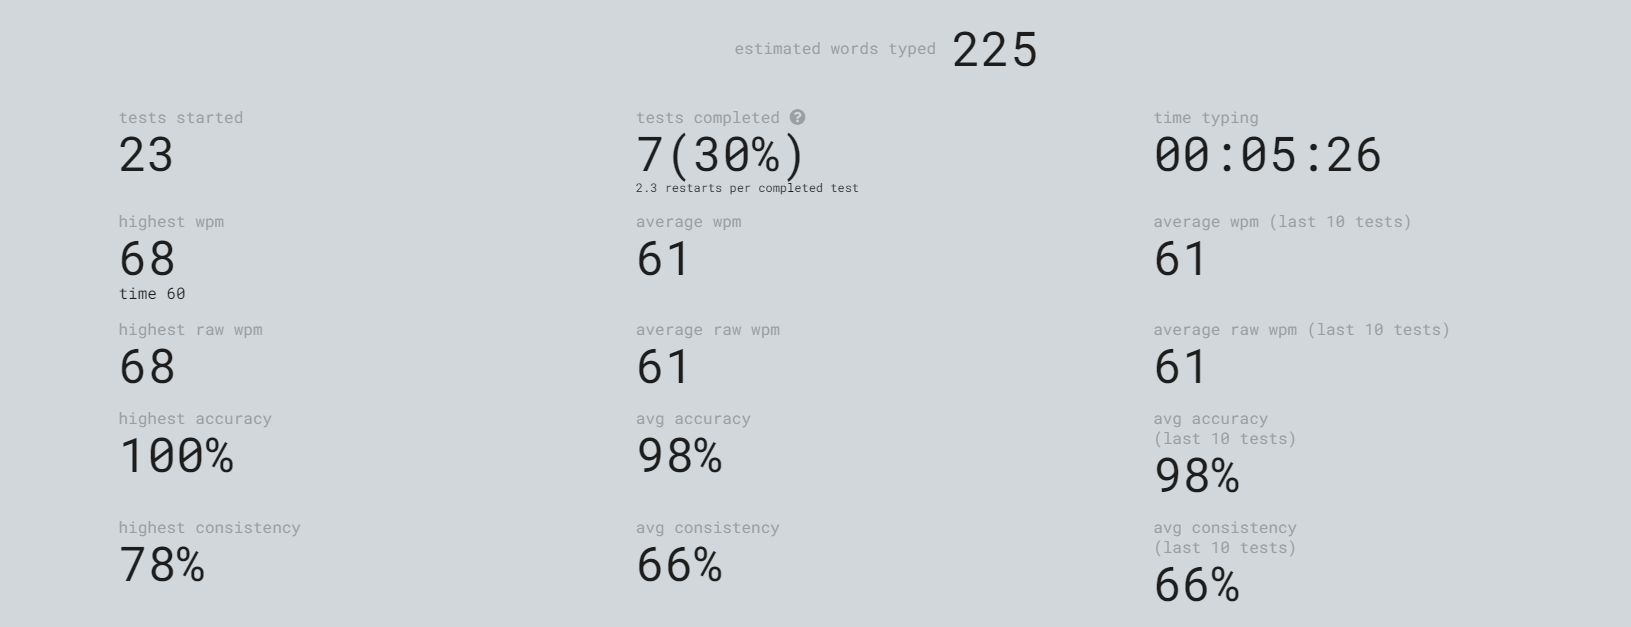 estimated words typed 225
tests started
23
tests completed ?
7(30%)
2.3 restarts per completed test
time typing
00:05:26
highest wpm
68
time 60
average wpm
61
average wpm (last 10 tests)
61
highest raw wpm
68
average raw wpm
61
average raw wpm (last 10 tests)
61
highest accuracy
100%
avg accuracy
98%
avg accuracy
(last 10 tests)
98%
highest consistency
78%
avg consistency
66%
avg consistency
(last 10 tests)
66%